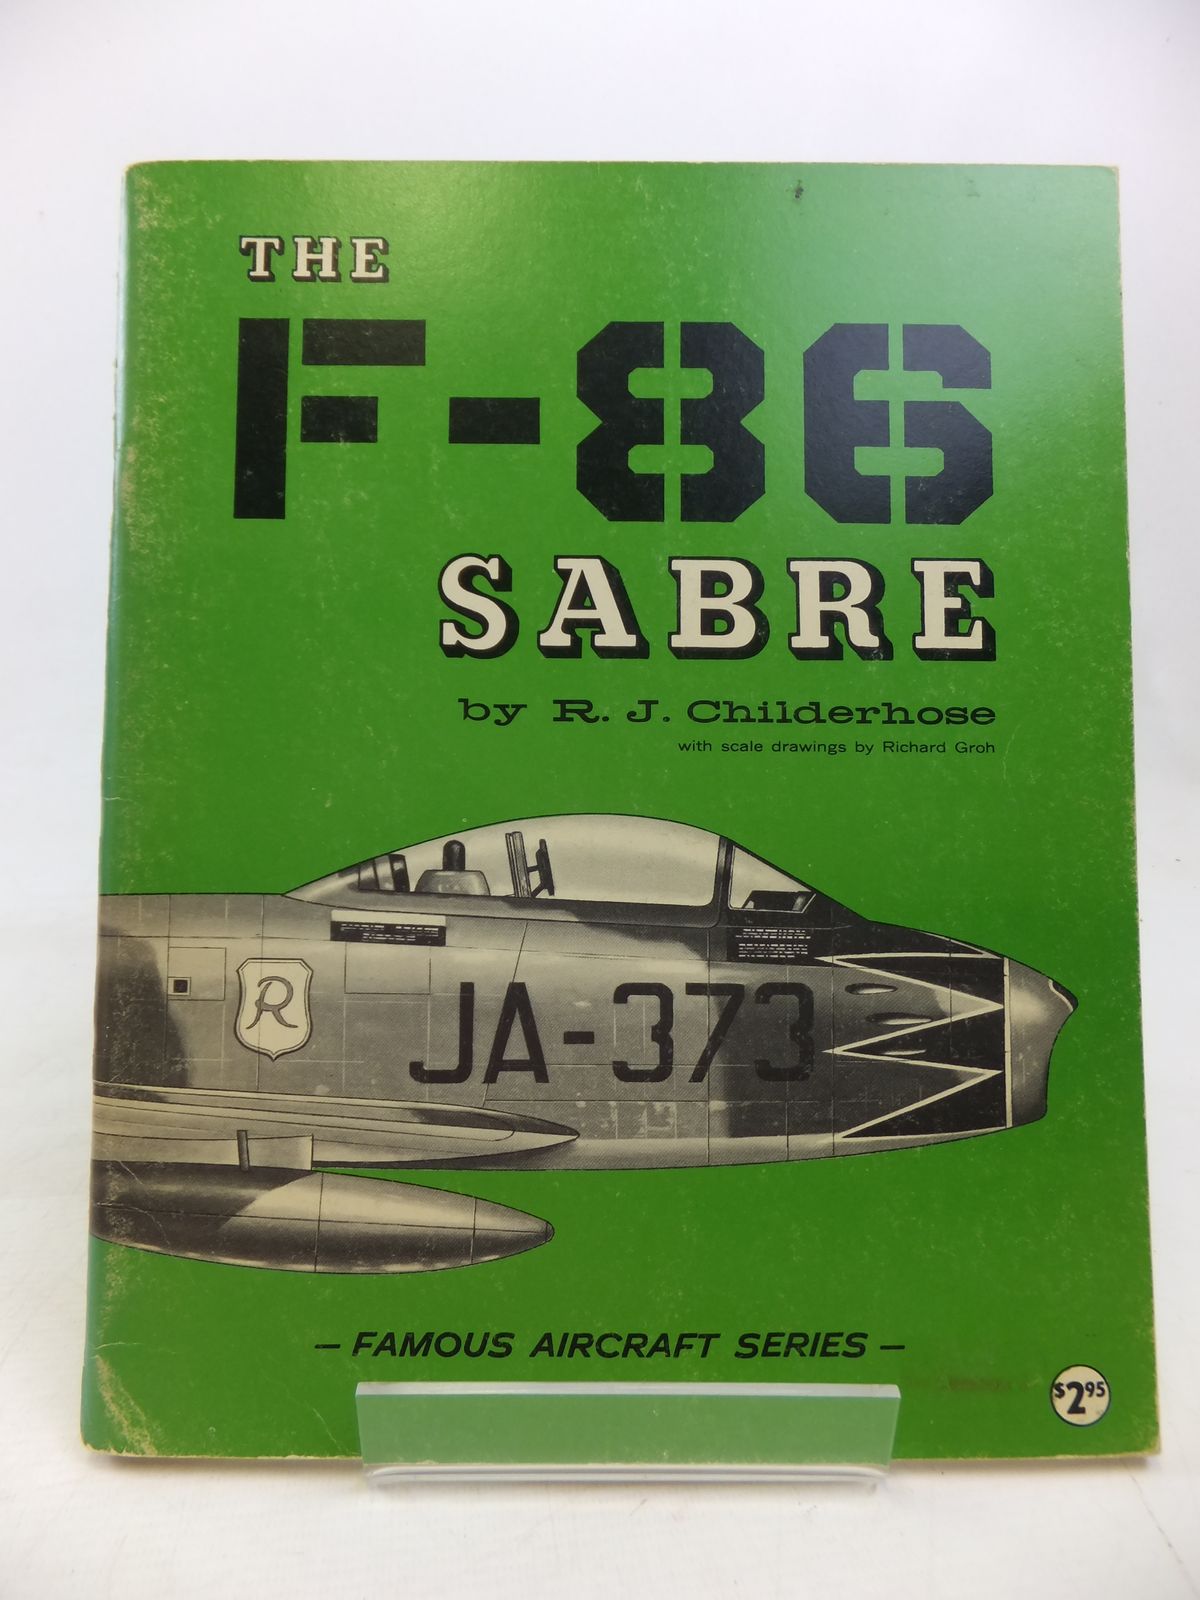 THE
F-86
SABRE
by R. J. Childerhose
with scale drawings by Richard Groh
R
JA-373
— FAMOUS AIRCRAFT SERIES —
$2.95